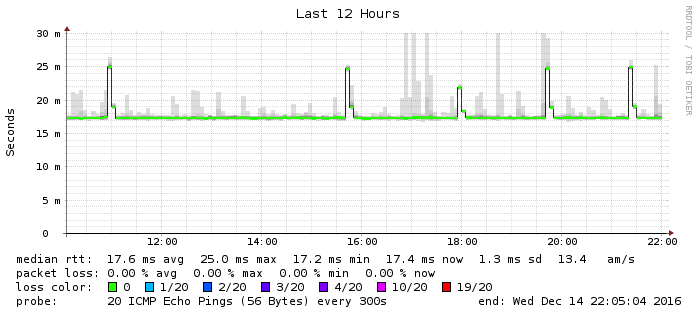 Last 12 Hours
RRDTOOL / TOBI OETIKER
Seconds
30 m
25 m
20 m
15 m
10 m
5 m
0
12:00 14:00 16:00 18:00 20:00 22:00
median rtt: 17.6 ms avg 25.0 ms max 17.2 ms min 17.4 ms now 1.3 ms sd 13.4 am/s
packet loss: 0.00 % avg 0.00 % max 0.00 % min 0.00 % now
loss color: 0 1/20 2/20 3/20 4/20 10/20 19/20
probe: 20 ICMP Echo Pings (56 Bytes) every 300s end: Wed Dec 14 22:05:04 2016